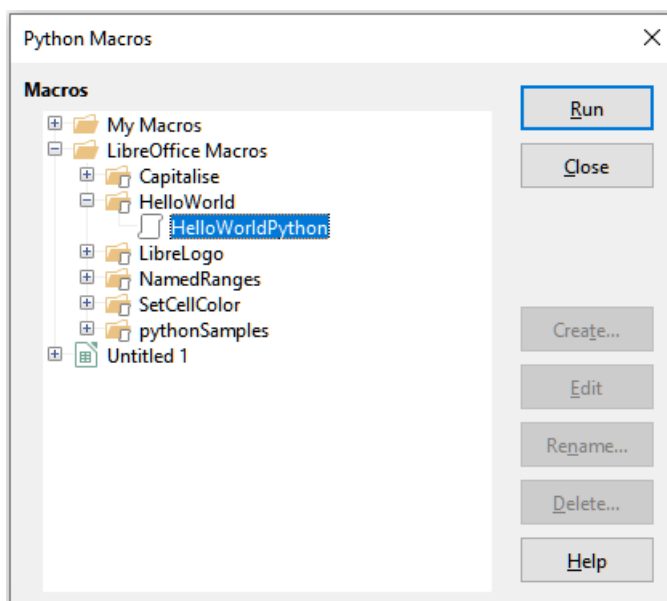 Python Macros
Macros
My Macros
LibreOffice Macros
Capitalise
HelloWorld
HelloWorldPython
LibreLogo
NamedRanges
SetCellColor
pythonSamples
Untitled 1
Run
Close
Create...
Edit
Rename...
Delete...
Help